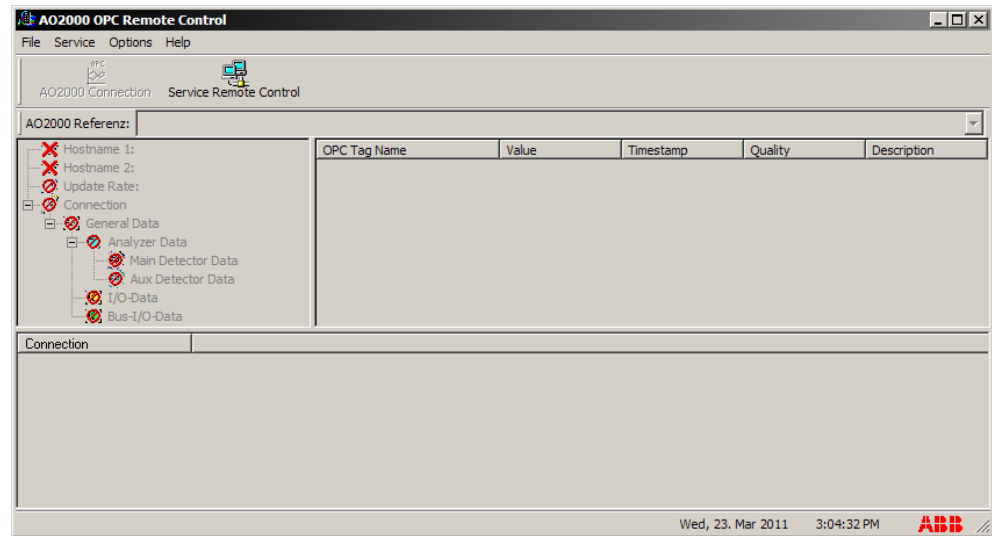 AO2000 OPC Remote Control
File Service Options Help
OPC
AO2000 Connection Service Remote Control
AO2000 Referenz:
Hostname 1:
Hostname 2:
Update Rate:
Connection
General Data
Analyzer Data
Main Detector Data
Aux Detector Data
I/O-Data
Bus-I/O-Data
OPC Tag Name Value Timestamp Quality Description
Connection
Wed, 23. Mar 2011 3:04:32 PM ABB